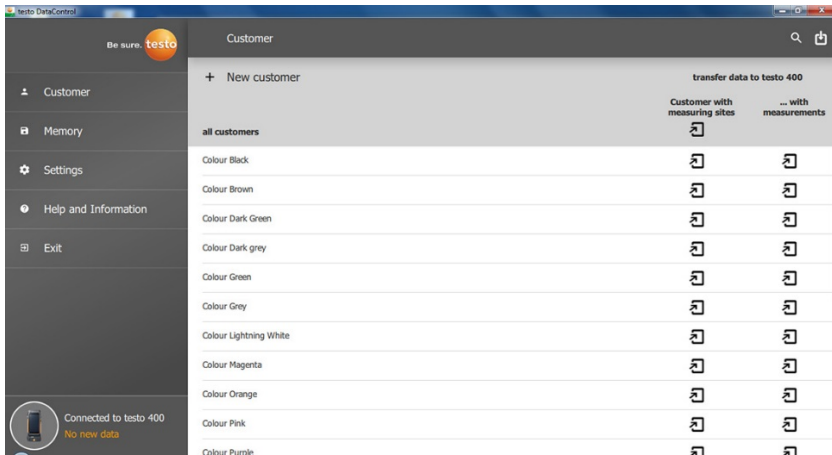 testo DataControl
Be sure. testo
Customer
Memory
Settings
Help and Information
Exit
Connected to testo 400
No new data
Customer
+ New customer
transfer data to testo 400
Customer with
measuring sites
... with
measurements
all customers
Colour Black
Colour Brown
Colour Dark Green
Colour Dark grey
Colour Green
Colour Grey
Colour Lightning White
Colour Magenta
Colour Orange
Colour Pink
Colour Purple